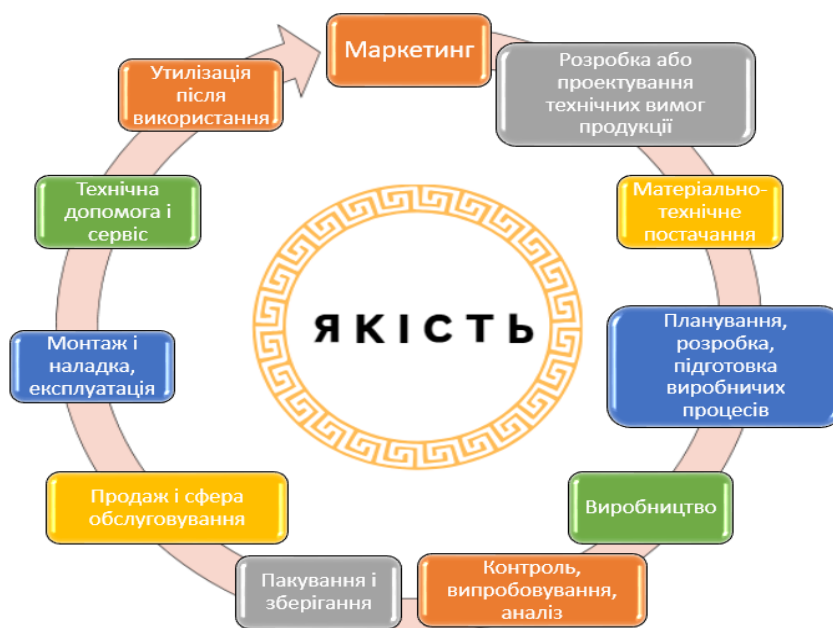 Маркетинг
Розробка або
проектування
технічних вимог
продукції
Матеріально-
технічне
постачання
Планування,
розробка,
підготовка
виробничих
процесів
Виробництво
Контроль,
випробовування,
аналіз
Пакування і
зберігання
Продаж і сфера
обслуговування
Монтаж і
наладка,
експлуатація
Технічна
допомога і
сервіс
Утилізація
після
використання
ЯКІСТЬ